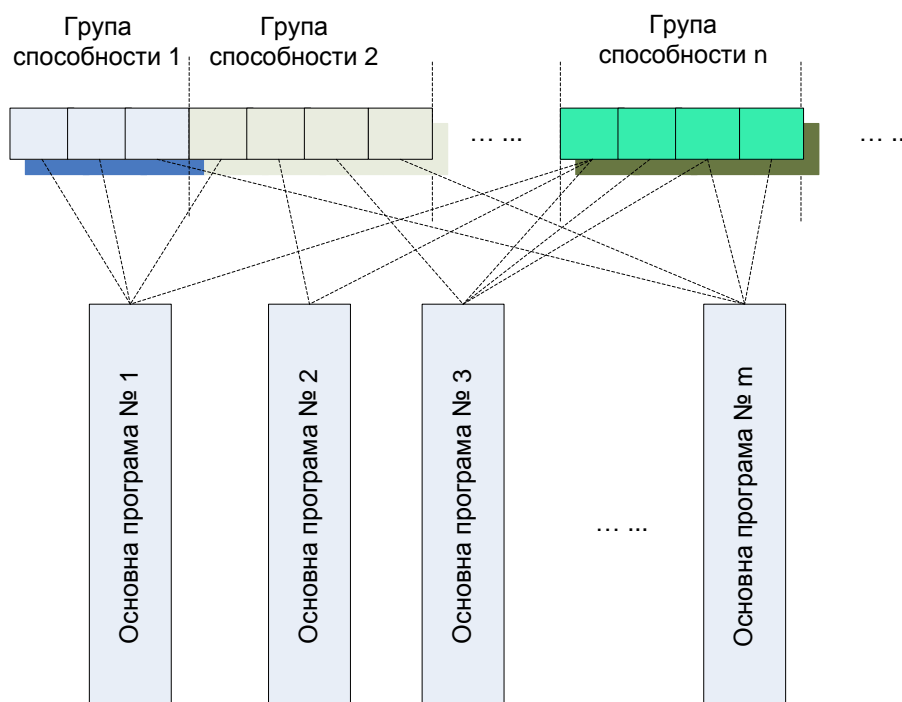 Група
способности 1
Група
способности 2
Група
способности n
... ...
... ...
Основна програма № 1
Основна програма № 2
Основна програма № 3
... ...
Основна програма № m